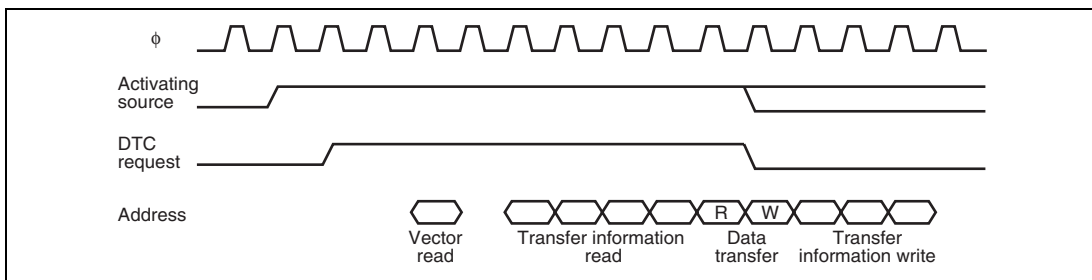 ϕ
Activating
source
DTC
request
Address
R W
Vector
read
Transfer information
read
Data
transfer
Transfer
information write